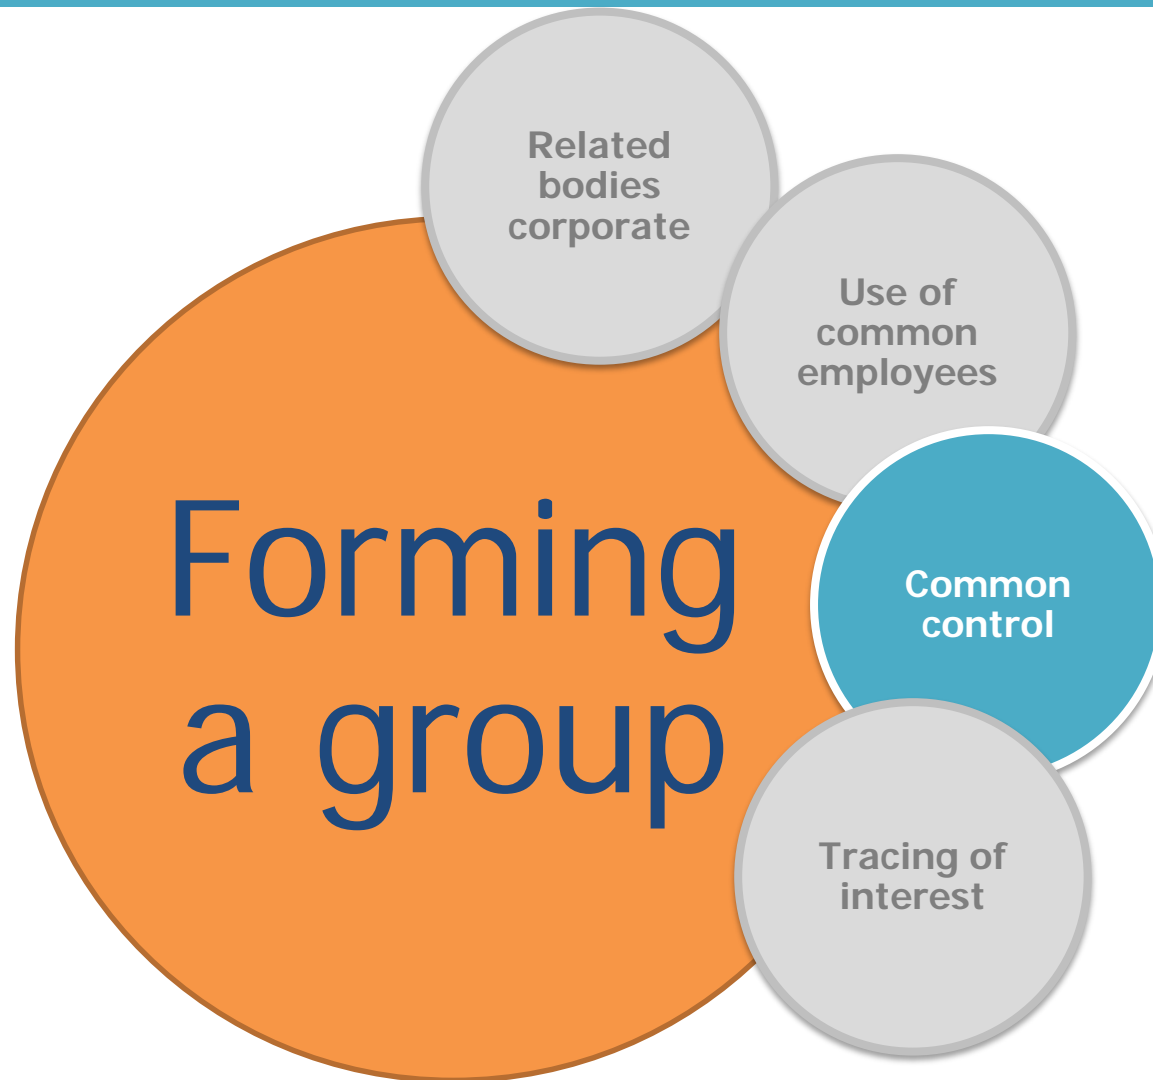 Related
bodies
corporate
Use of
common
employees
Forming
a group
Common
control
Tracing of
interest